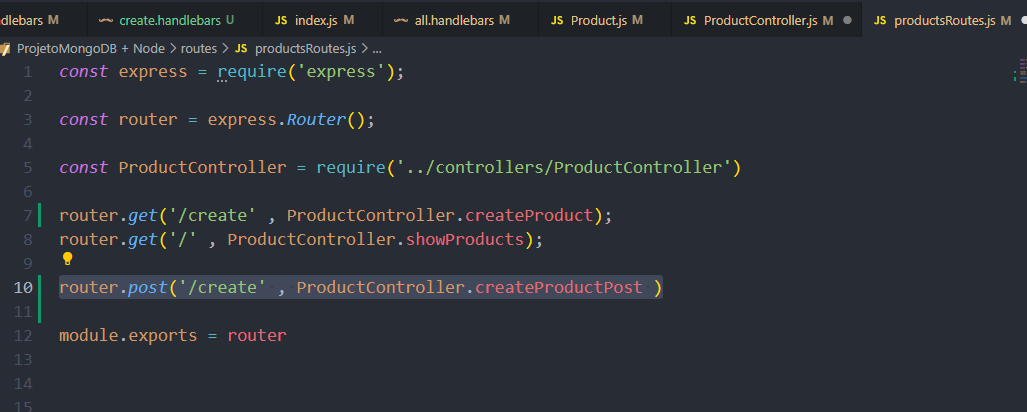 dlebars M create.handlebars U JS index.js M all.handlebars M JS Product.js M JS ProductController.js M JS productsRoutes.js M
ProjetoMongoDB + Node > routes > JS productsRoutes.js > ...
1 const express = require('express');
2
3 const router = express.Router();
4
5 const ProductController = require('../controllers/ProductController')
6
7 router.get('/create' , ProductController.createProduct);
8 router.get('/' , ProductController.showProducts);
9
10 router.post('/create' , ProductController.createProductPost )
11
12 module.exports = router
13
14
15